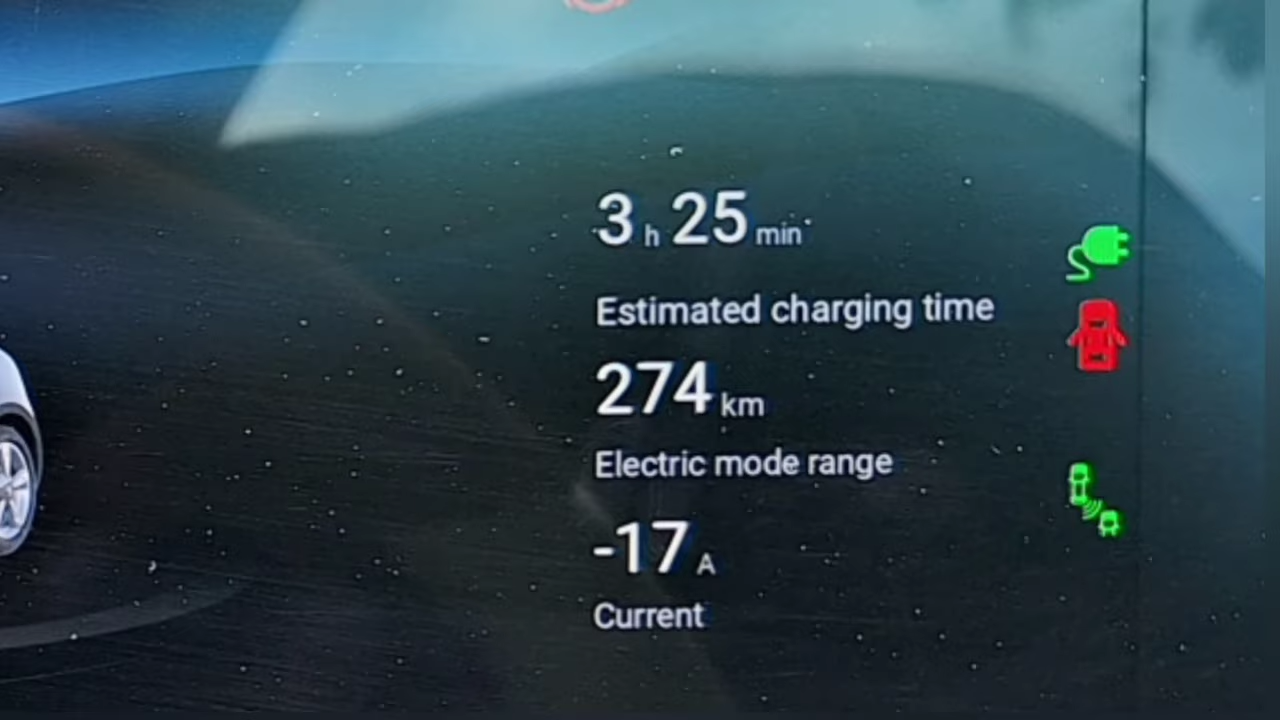 3 h 25 min
Estimated charging time
274 km
Electric mode range
-17 A
Current